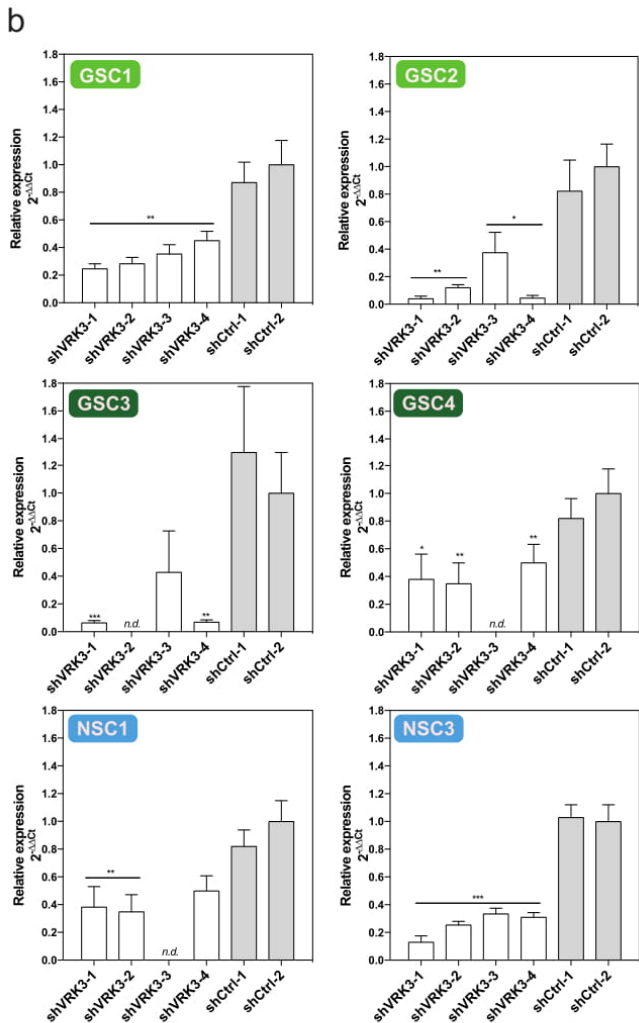 b
GSC1
Relative expression
2-ΔΔCt
1.8
1.6
1.4
1.2
1.0
0.8
0.6
0.4
0.2
0.0
**
shVRK3-1
shVRK3-2
shVRK3-3
shVRK3-4
shCtrl-1
shCtrl-2
GSC2
Relative expression
2-ΔΔCt
1.8
1.6
1.4
1.2
1.0
0.8
0.6
0.4
0.2
0.0
**
*
shVRK3-1
shVRK3-2
shVRK3-3
shVRK3-4
shCtrl-1
shCtrl-2
GSC3
Relative expression
2-ΔΔCt
1.8
1.6
1.4
1.2
1.0
0.8
0.6
0.4
0.2
0.0
***
n.d.
**
shVRK3-1
shVRK3-2
shVRK3-3
shVRK3-4
shCtrl-1
shCtrl-2
GSC4
Relative expression
2-ΔΔCt
1.8
1.6
1.4
1.2
1.0
0.8
0.6
0.4
0.2
0.0
*
**
n.d.
**
shVRK3-1
shVRK3-2
shVRK3-3
shVRK3-4
shCtrl-1
shCtrl-2
NSC1
Relative expression
2-ΔΔCt
1.8
1.6
1.4
1.2
1.0
0.8
0.6
0.4
0.2
0.0
**
n.d.
shVRK3-1
shVRK3-2
shVRK3-3
shVRK3-4
shCtrl-1
shCtrl-2
NSC3
Relative expression
2-ΔΔCt
1.8
1.6
1.4
1.2
1.0
0.8
0.6
0.4
0.2
0.0
***
shVRK3-1
shVRK3-2
shVRK3-3
shVRK3-4
shCtrl-1
shCtrl-2